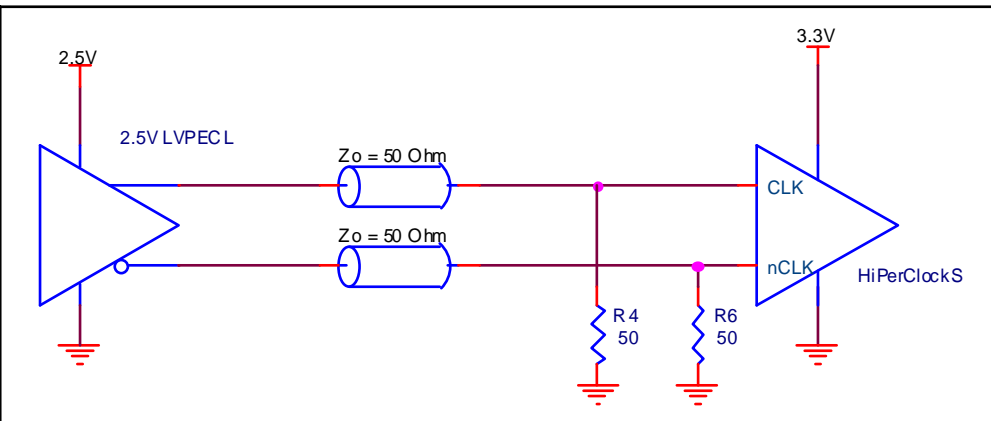 3.3V
2.5V
2.5V LVPECL
Zo = 50 Ohm
CLK
Zo = 50 Ohm
nCLK
HiPerClockS
R4
50
R6
50